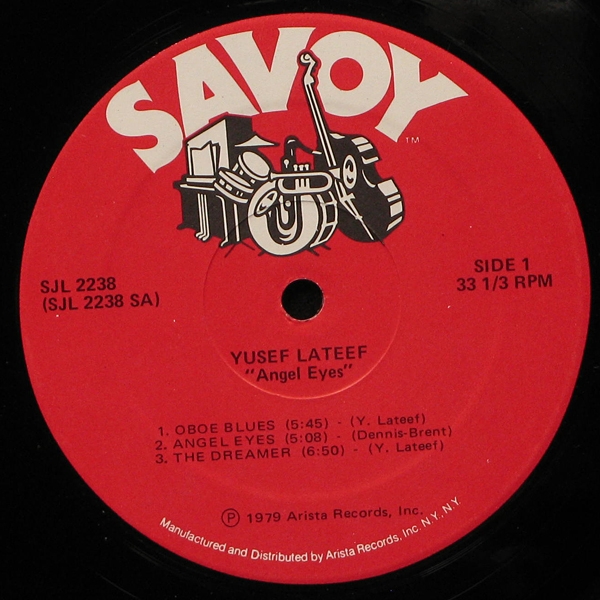 SAVOY TM
SJL 2238
(SJL 2238 SA)
SIDE 1
33 1/3 RPM
YUSEF LATEEF
"Angel Eyes"
1. OBOE BLUES (5:45) - (Y. Lateef)
2. ANGEL EYES (5:08) - (Dennis-Brent)
3. THE DREAMER (6:50) - (Y. Lateef)
Ⓟ 1979 Arista Records, Inc.
Manufactured and Distributed by Arista Records, Inc. N.Y. N.Y.